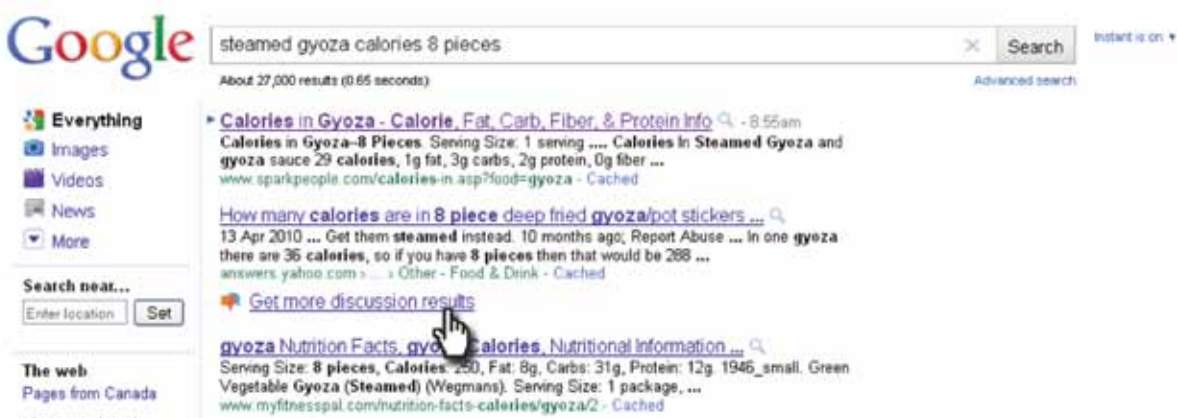 Google
steamed gyoza calories 8 pieces
Search
Instant is on
About 27,000 results (0.65 seconds)
Advanced search
Everything
Images
Videos
News
More
Search near...
Enter location
Set
The web
Pages from Canada
Calories in Gyoza - Calorie, Fat, Carb, Fiber, & Protein Info - 8:55am
Calories in Gyoza–8 Pieces. Serving Size: 1 serving .... Calories In Steamed Gyoza and
gyoza sauce 29 calories, 1g fat, 3g carbs, 2g protein, 0g fiber ...
www.sparkpeople.com/calories-in.asp?food=gyoza - Cached
How many calories are in 8 piece deep fried gyoza/pot stickers ...
13 Apr 2010 ... Get them steamed instead. 10 months ago; Report Abuse ... In one gyoza
there are 36 calories, so if you have 8 pieces then that would be 288 ...
answers.yahoo.com › ... › Other - Food & Drink - Cached
Get more discussion results
gyoza Nutrition Facts, Calories, Nutritional Information ...
Serving Size: 8 pieces, Calories: 250, Fat: 8g, Carbs: 31g, Protein: 12g. 1946_small. Green
Vegetable Gyoza (Steamed) (Wegmans). Serving Size: 1 package, ...
www.myfitnesspal.com/nutrition-facts-calories/gyoza/2 - Cached